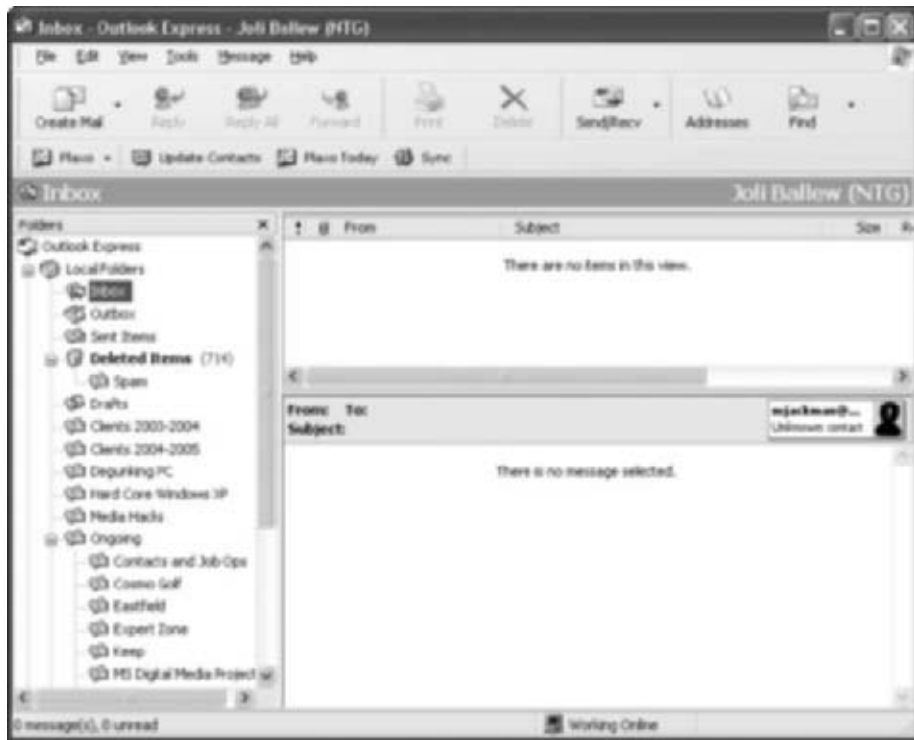 Inbox - Outlook Express - Joli Ballew (NTG)
File Edit View Tools Message Help
Create Mail Reply Reply All Forward Print Delete Send/Recv Addresses Find
Plaxo Update Contacts Plaxo Today Sync
Inbox Joli Ballew (NTG)
Folders × ! From Subject Size
Outlook Express
Local Folders
Inbox
Outbox
Sent Items
Deleted Items (714)
Spam
Drafts
Clients 2003-2004
Clients 2004-2005
Degunking PC
Hard Core Windows XP
Media Hacks
Ongoing
Contacts and Job Ops
Cosmo Golf
Eastfield
Expert Zone
Keep
MS Digital Media Project
There are no items in this view.
From: To:
Subject:
mjackman@...
Unknown contact
There is no message selected.
0 message(s), 0 unread Working Online